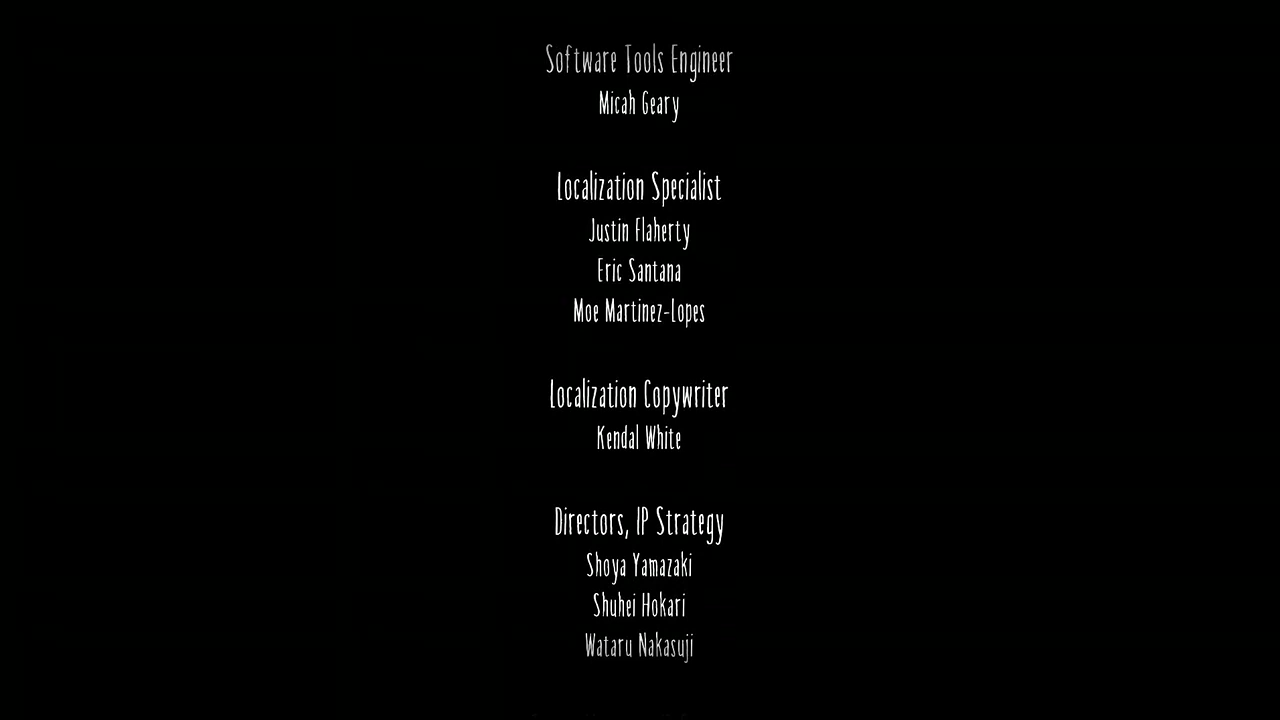 Software Tools Engineer
Micah Geary
Localization Specialist
Justin Flaherty
Eric Santana
Moe Martinez-Lopes
Localization Copywriter
Kendal White
Directors, IP Strategy
Shoya Yamazaki
Shuhei Hokari
Wataru Nakasuji